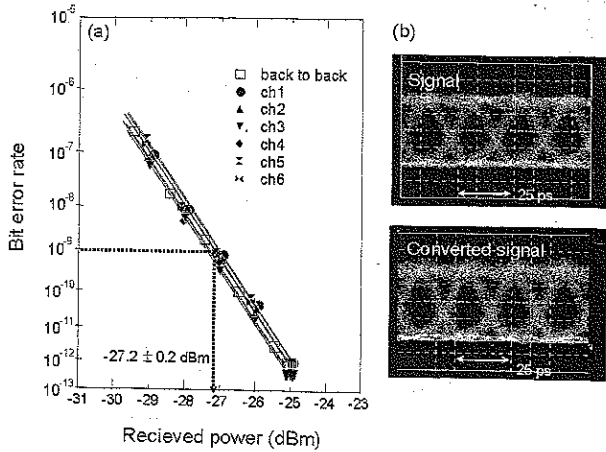 (a)
Bit error rate
10-5
10-6
10-7
10-8
10-9
10-10
10-11
10-12
10-13
back to back
ch1
ch2
ch3
ch4
ch5
ch6
-27.2 ± 0.2 dBm
-31 -30 -29 -28 -27 -26 -25 -24 -23
Recieved power (dBm)
(b)
Signal
25 ps
Converted signal
25 ps